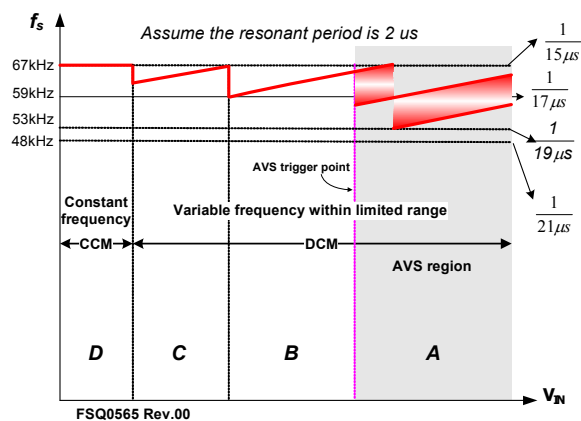 fs
Assume the resonant period is 2 us
67kHz
1
15μs
59kHz
1
17μs
53kHz
1
19μs
48kHz
AVS trigger point
1
21μs
Constant
frequency
Variable frequency within limited range
CCM
DCM
AVS region
D
C
B
A
VIN
FSQ0565 Rev.00